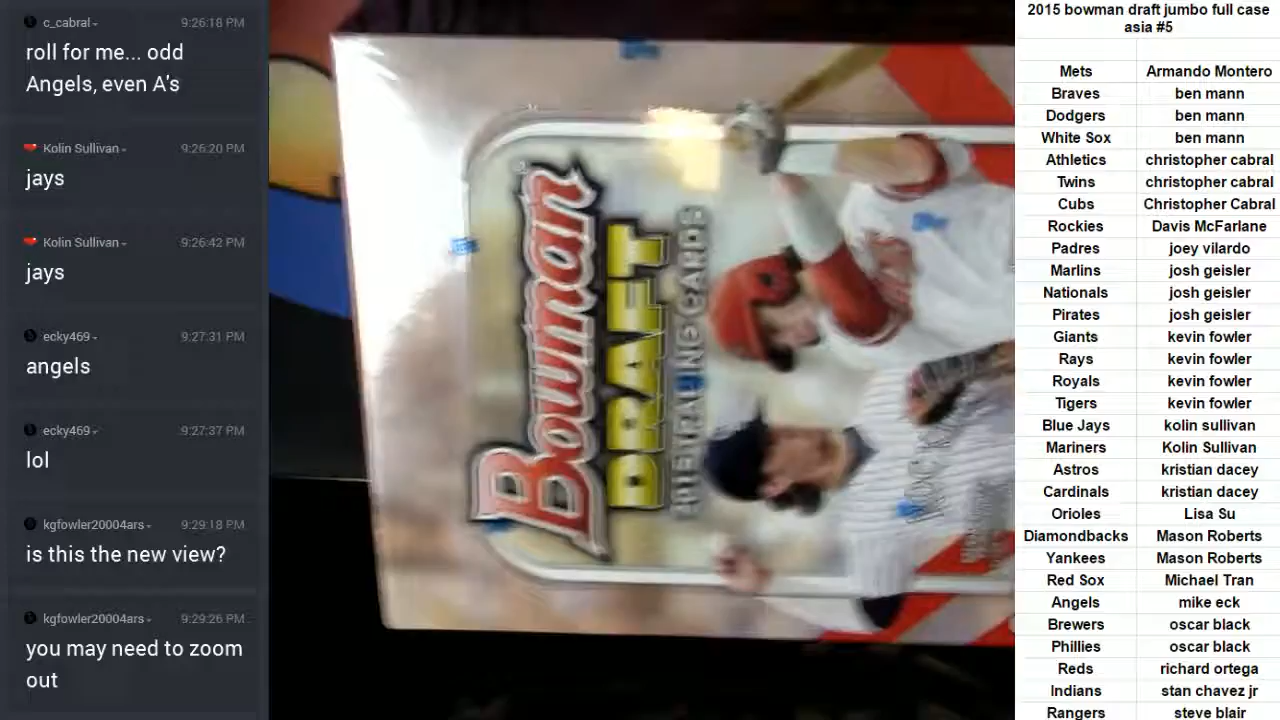 c_cabral
9:26:18 PM
roll for me... odd
Angels, even A's
Kolin Sullivan
9:26:20 PM
jays
Kolin Sullivan
9:26:42 PM
jays
ecky469
9:27:31 PM
angels
ecky469
9:27:37 PM
lol
kgfowler20004ars
9:29:18 PM
is this the new view?
kgfowler20004ars
9:29:26 PM
you may need to zoom
out
Bowman
DRAFT
TRADING CARDS
2015 bowman draft jumbo full case
asia #5
Mets Armando Montero
Braves ben mann
Dodgers ben mann
White Sox ben mann
Athletics christopher cabral
Twins christopher cabral
Cubs Christopher Cabral
Rockies Davis McFarlane
Padres joey vilardo
Marlins josh geisler
Nationals josh geisler
Pirates josh geisler
Giants kevin fowler
Rays kevin fowler
Royals kevin fowler
Tigers kevin fowler
Blue Jays kolin sullivan
Mariners Kolin Sullivan
Astros kristian dacey
Cardinals kristian dacey
Orioles Lisa Su
Diamondbacks Mason Roberts
Yankees Mason Roberts
Red Sox Michael Tran
Angels mike eck
Brewers oscar black
Phillies oscar black
Reds richard ortega
Indians stan chavez jr
Rangers steve blair